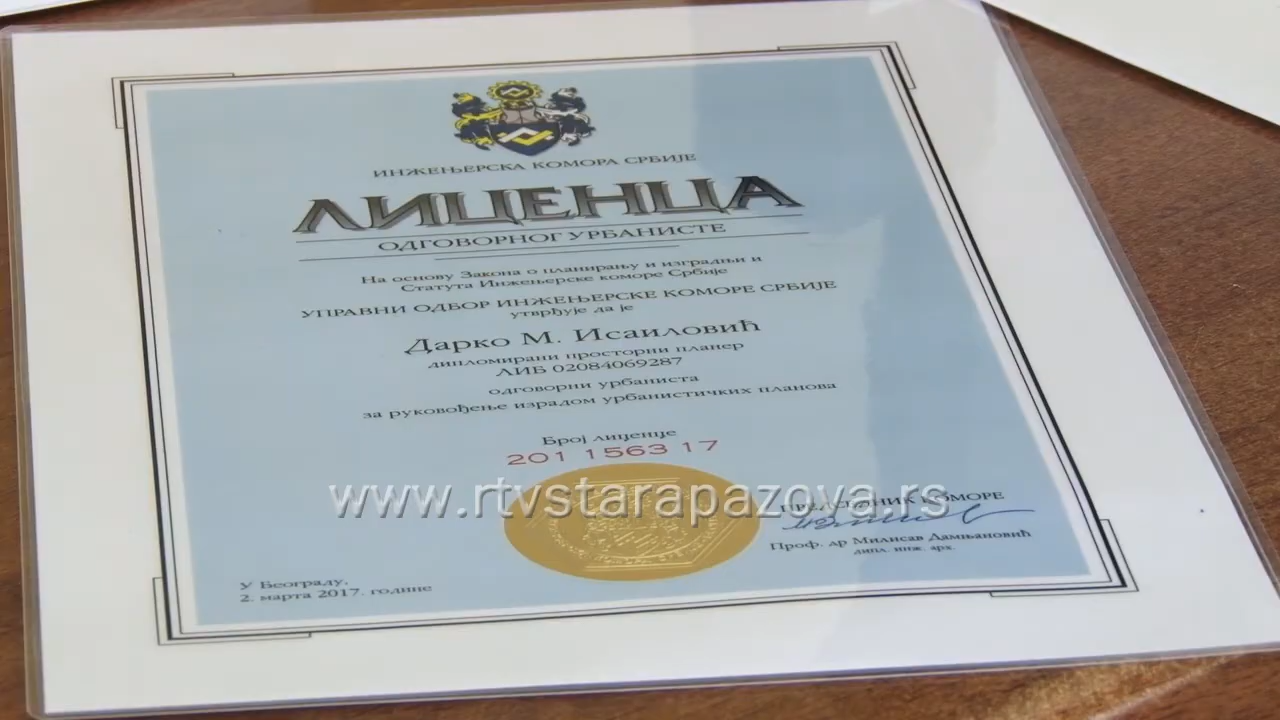 ИНЖЕЊЕРСКА КОМОРА СРБИЈЕ
ЛИЦЕНЦА
ОДГОВОРНОГ УРБАНИСТЕ
На основу Закона о планирању и изградњи и
Статута Инжењерске коморе Србије
УПРАВНИ ОДБОР ИНЖЕЊЕРСКЕ КОМОРЕ СРБИЈЕ
утврђује да је
Дарко М. Исаиловић
дипломирани просторни планер
ЛИБ 02084069287
одговорни урбаниста
за руковођење израдом урбанистичких планова
Број лиценце
201 1563 17
www.rtvstarapazova.rs
КОМОРЕ
Проф. др Милисав Дамњановић
дипл. инж. арх.
У Београду,
2. марта 2017. године